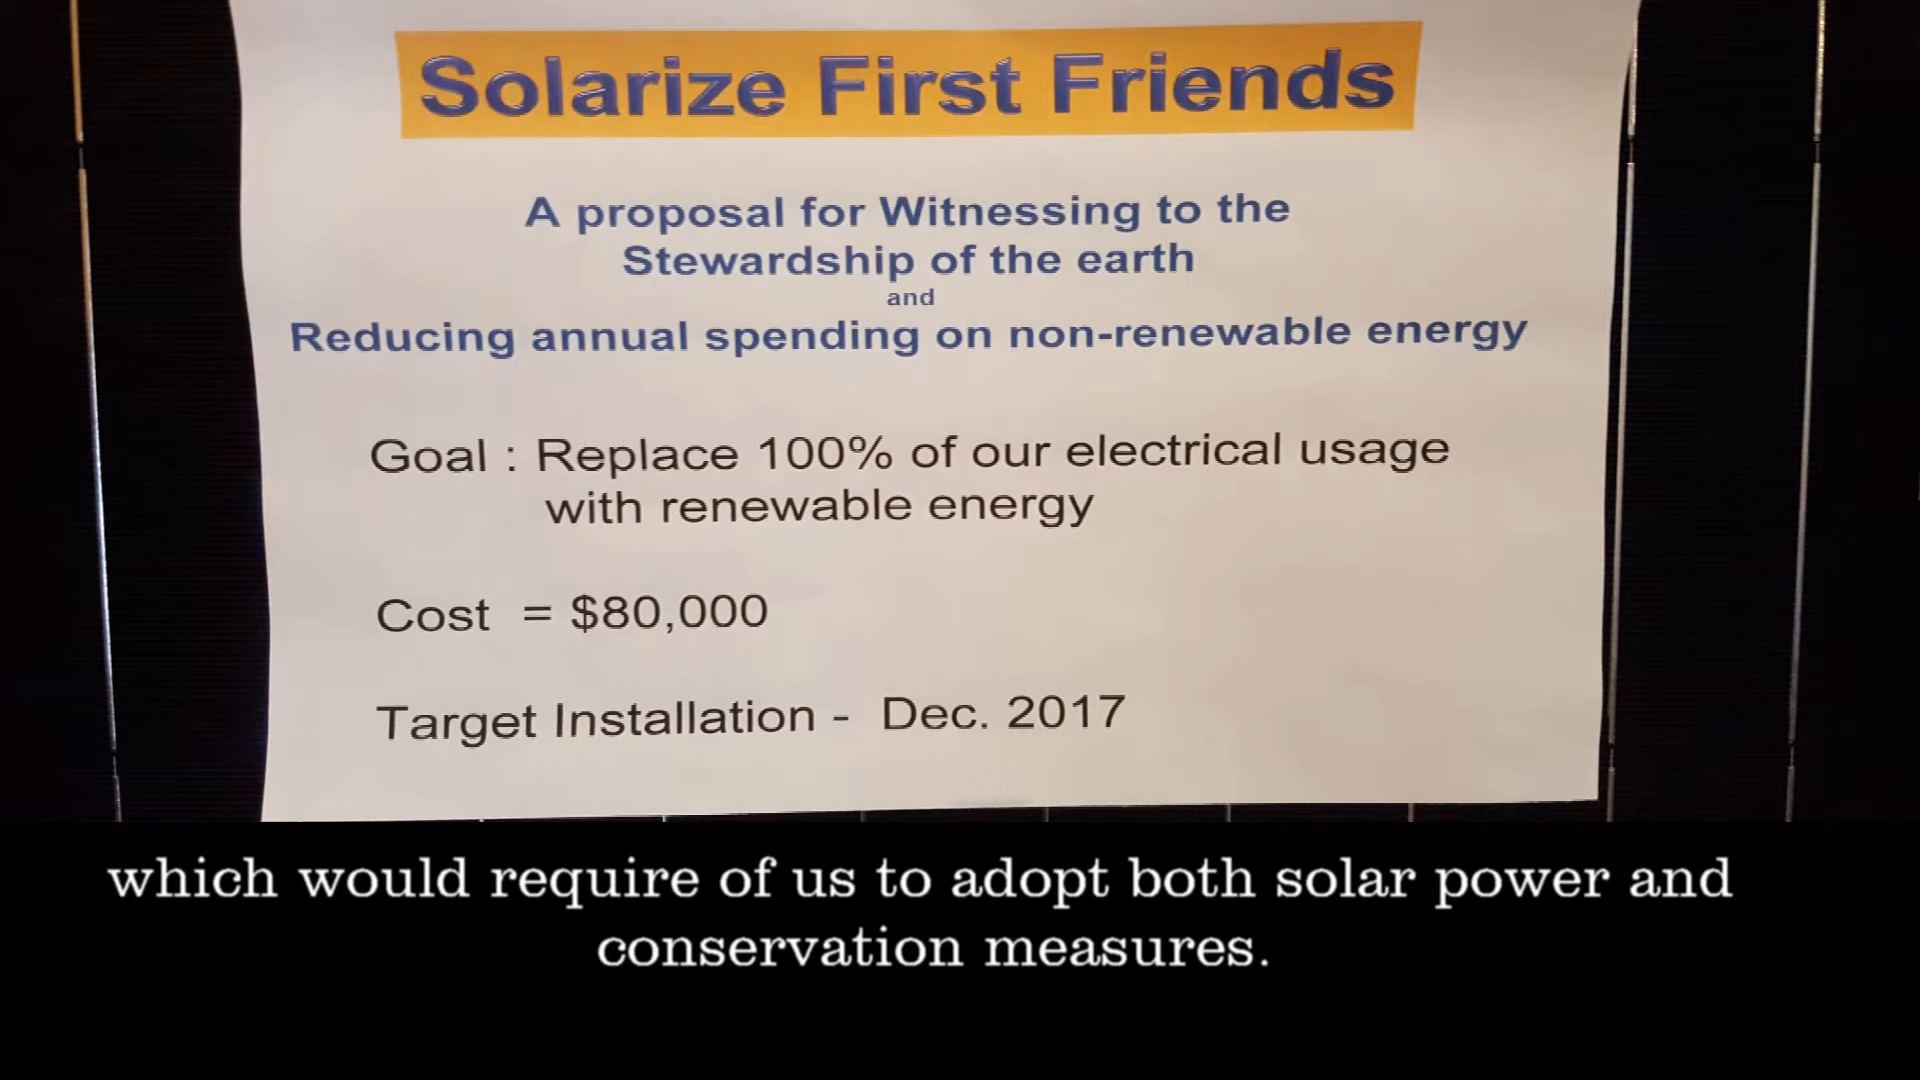 Solarize First Friends
A proposal for Witnessing to the
Stewardship of the earth
and
Reducing annual spending on non-renewable energy
Goal : Replace 100% of our electrical usage
with renewable energy
Cost = $80,000
Target Installation - Dec. 2017
which would require of us to adopt both solar power and
conservation measures.